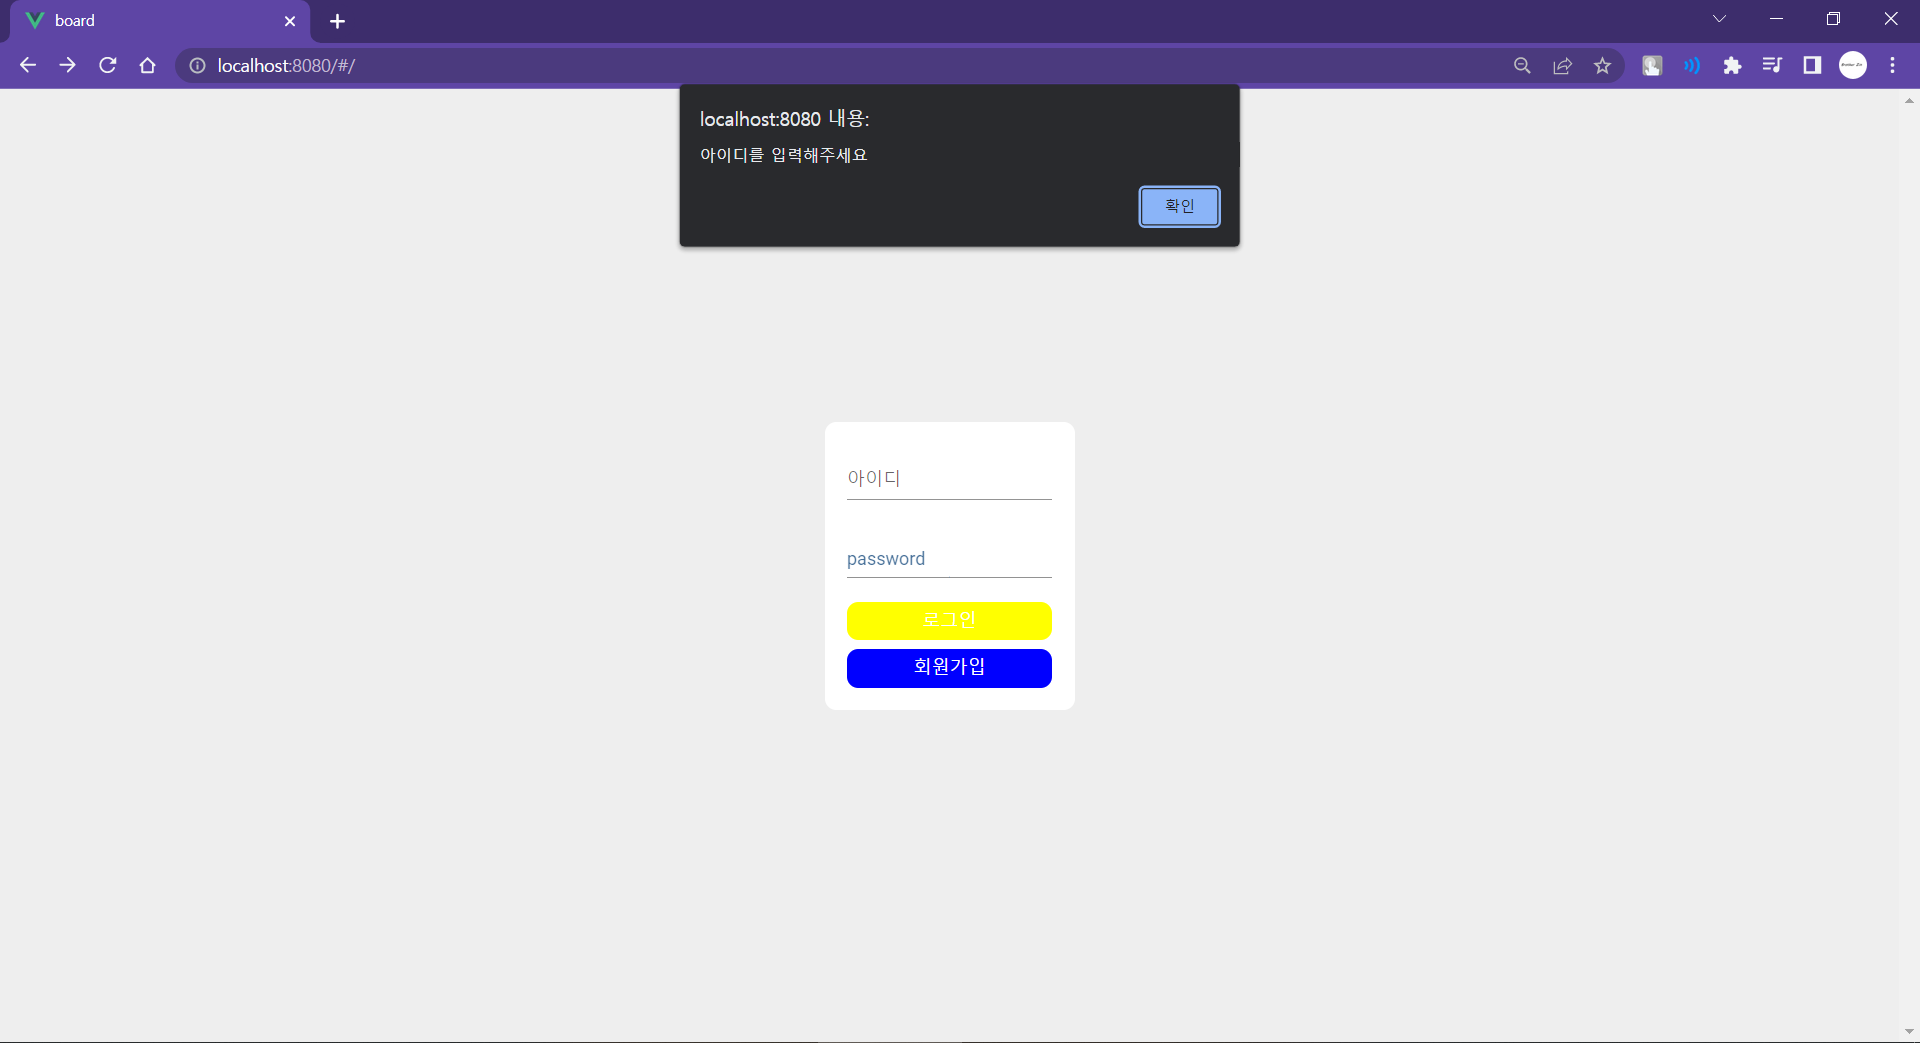 board
localhost:8080/#/
localhost:8080 내용:
아이디를 입력해주세요
확인
아이디
password
로그인
회원가입